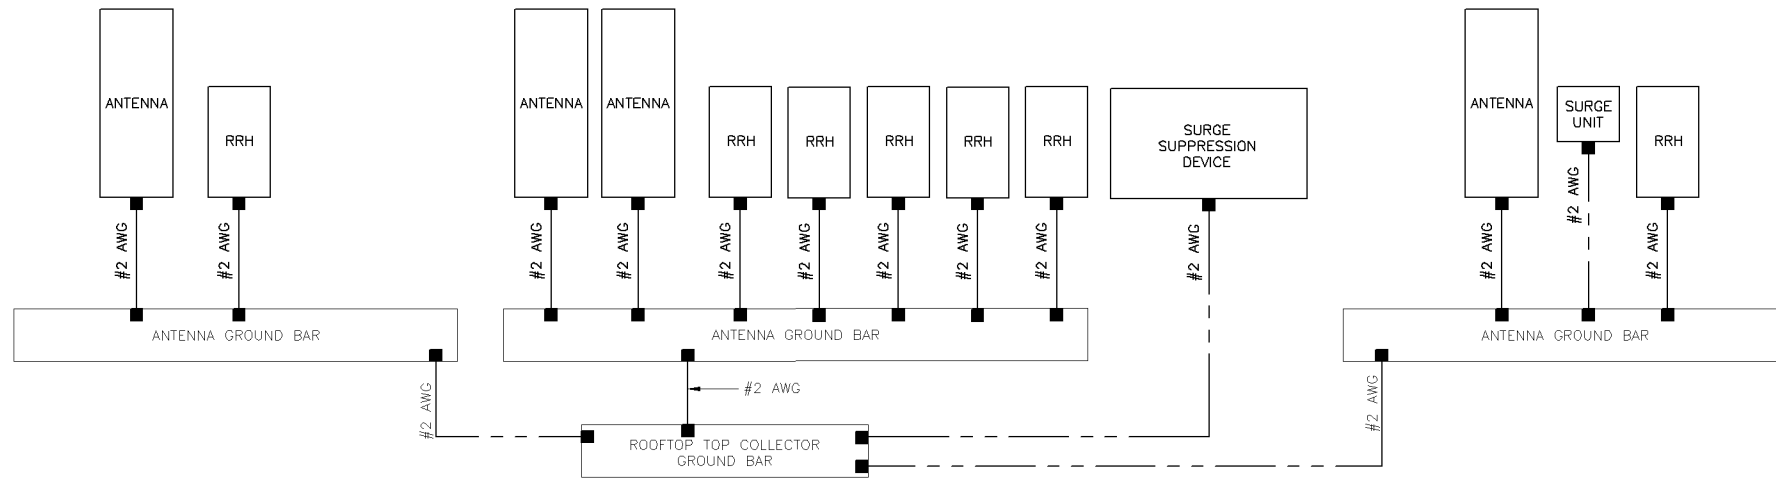 ANTENNA
RRH
ANTENNA
ANTENNA
RRH
RRH
RRH
RRH
RRH
SURGE
SUPPRESSION
DEVICE
ANTENNA
SURGE
UNIT
RRH
#2 AWG
#2 AWG
#2 AWG
#2 AWG
#2 AWG
#2 AWG
#2 AWG
#2 AWG
#2 AWG
#2 AWG
#2 AWG
#2 AWG
#2 AWG
ANTENNA GROUND BAR
ANTENNA GROUND BAR
ANTENNA GROUND BAR
#2 AWG
#2 AWG
#2 AWG
ROOFTOP TOP COLLECTOR
GROUND BAR